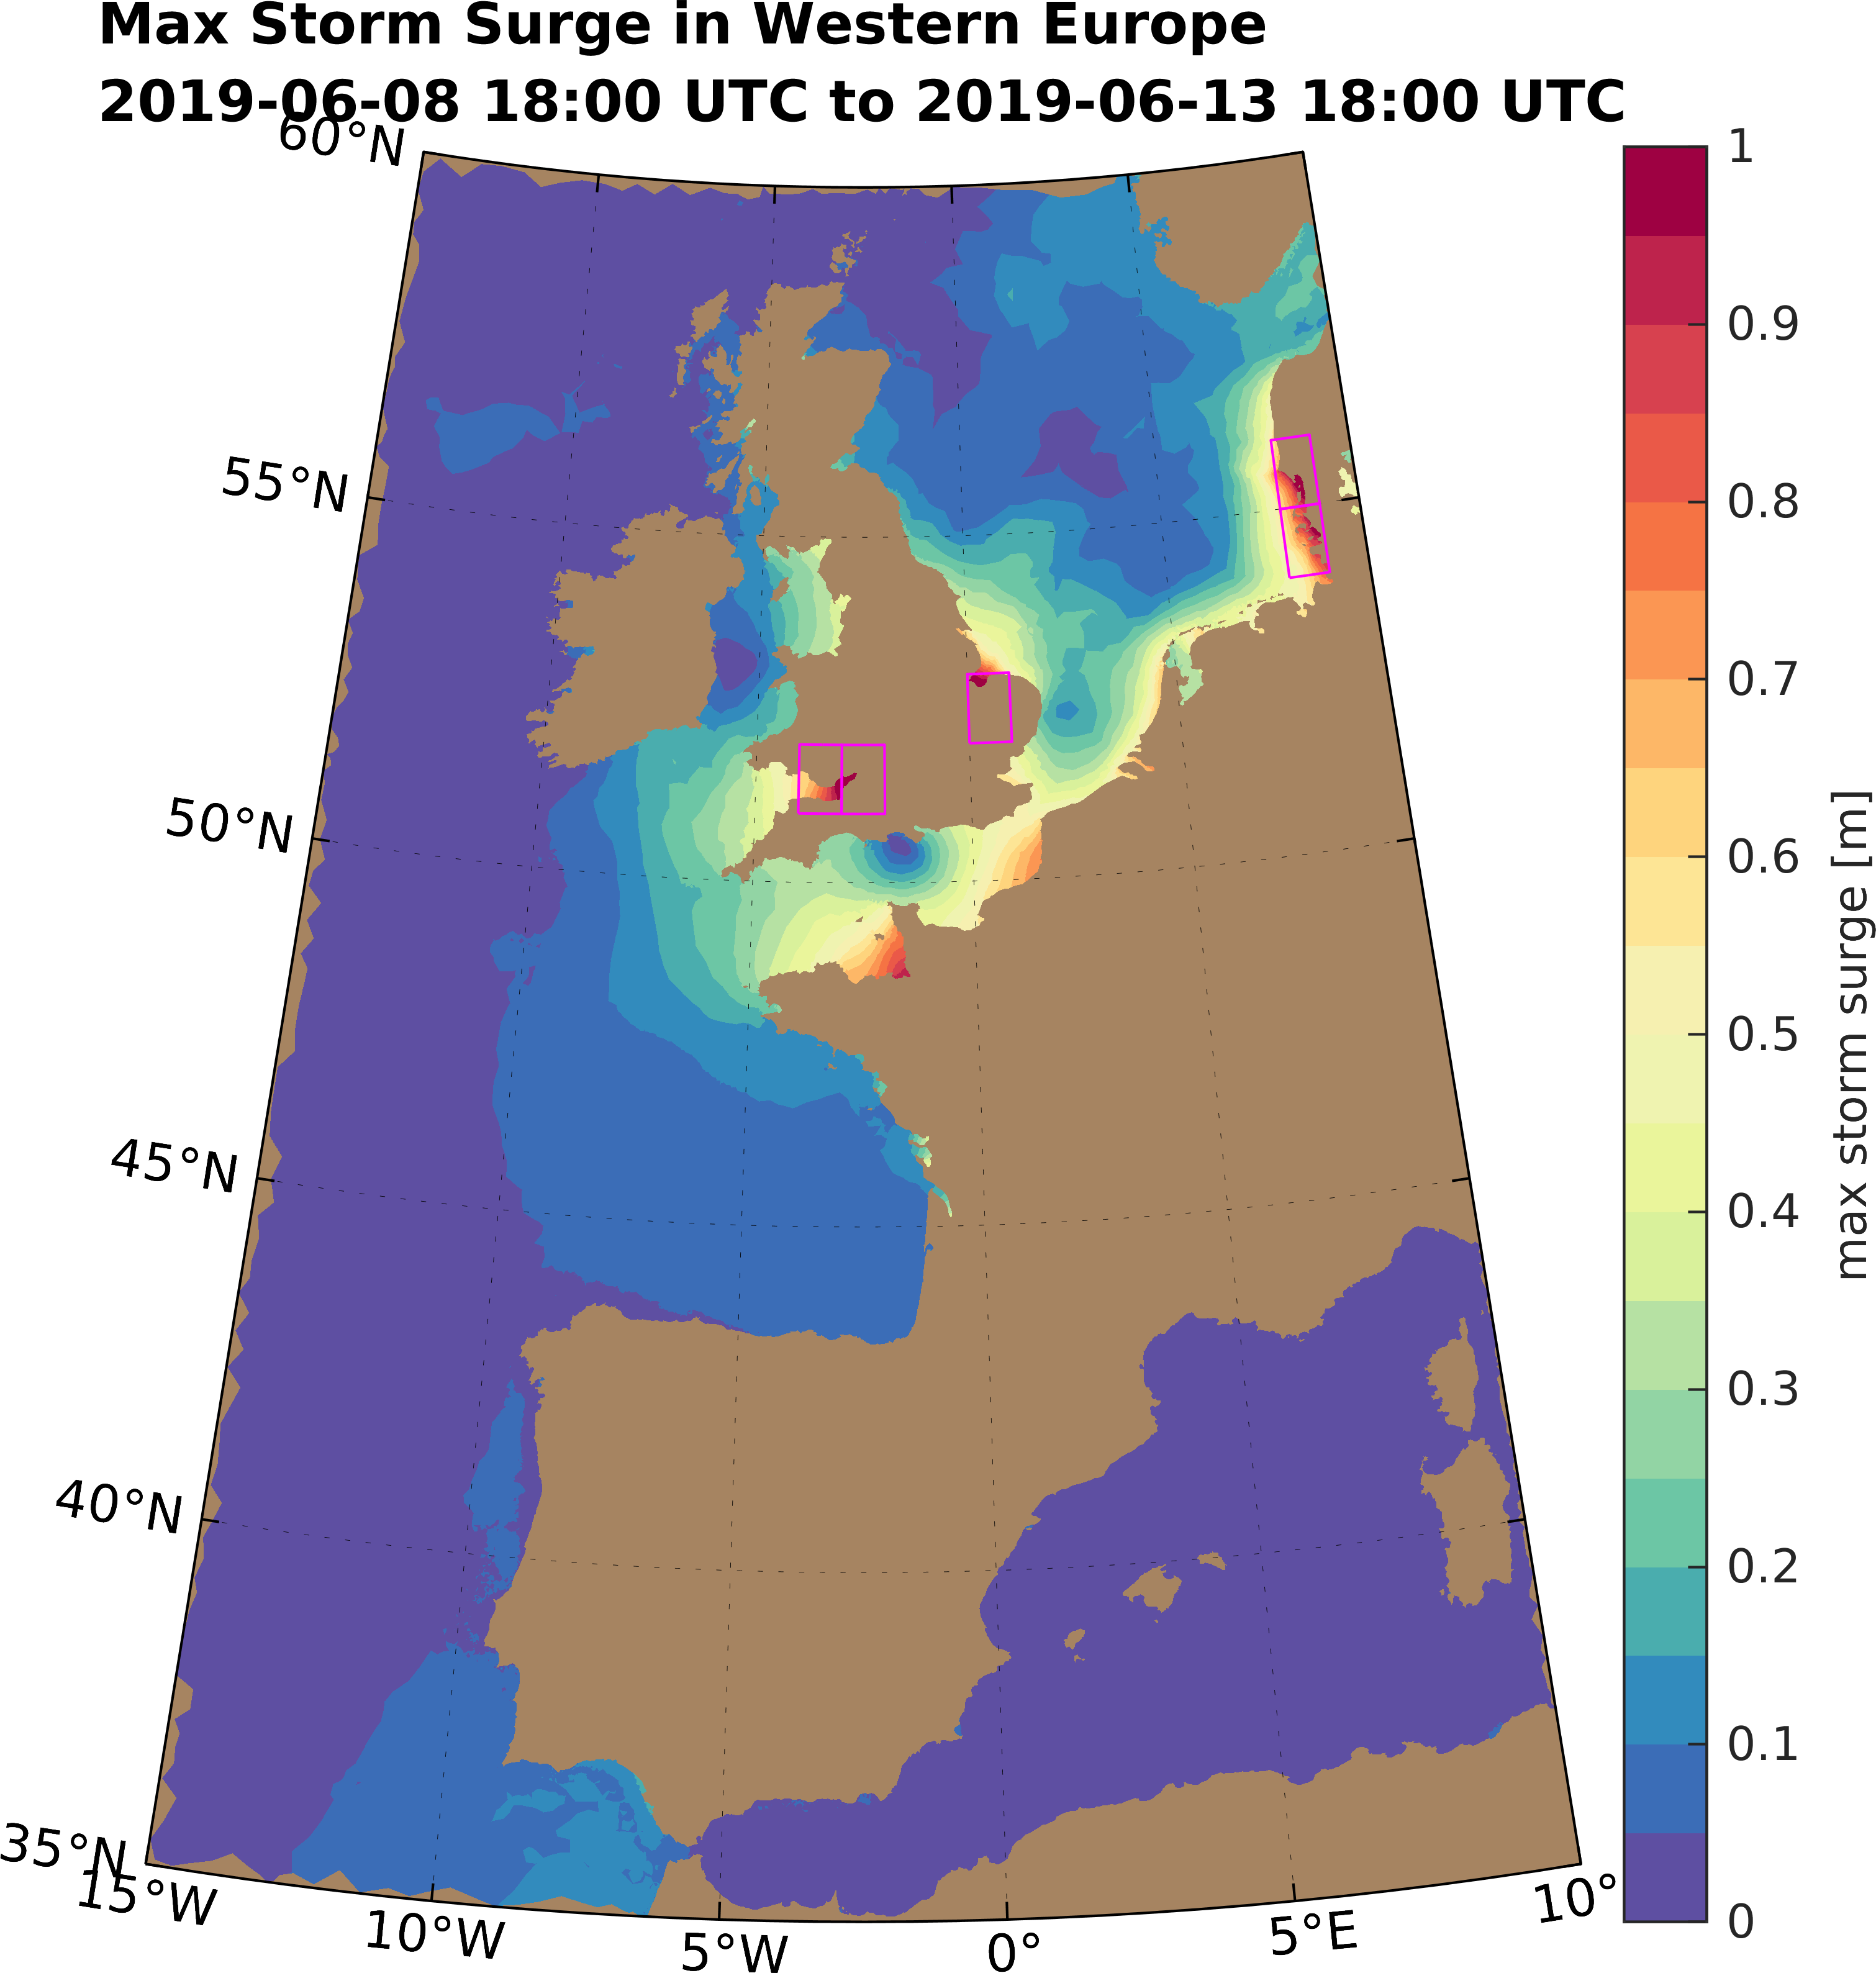 Max Storm Surge in Western Europe
2019-06-08 18:00 UTC to 2019-06-13 18:00 UTC
60°N
55°N
50°N
45°N
40°N
35°N
15°W
10°W
5°W
0°
5°E
10°
1
0.9
0.8
0.7
0.6
0.5
0.4
0.3
0.2
0.1
0
max storm surge [m]